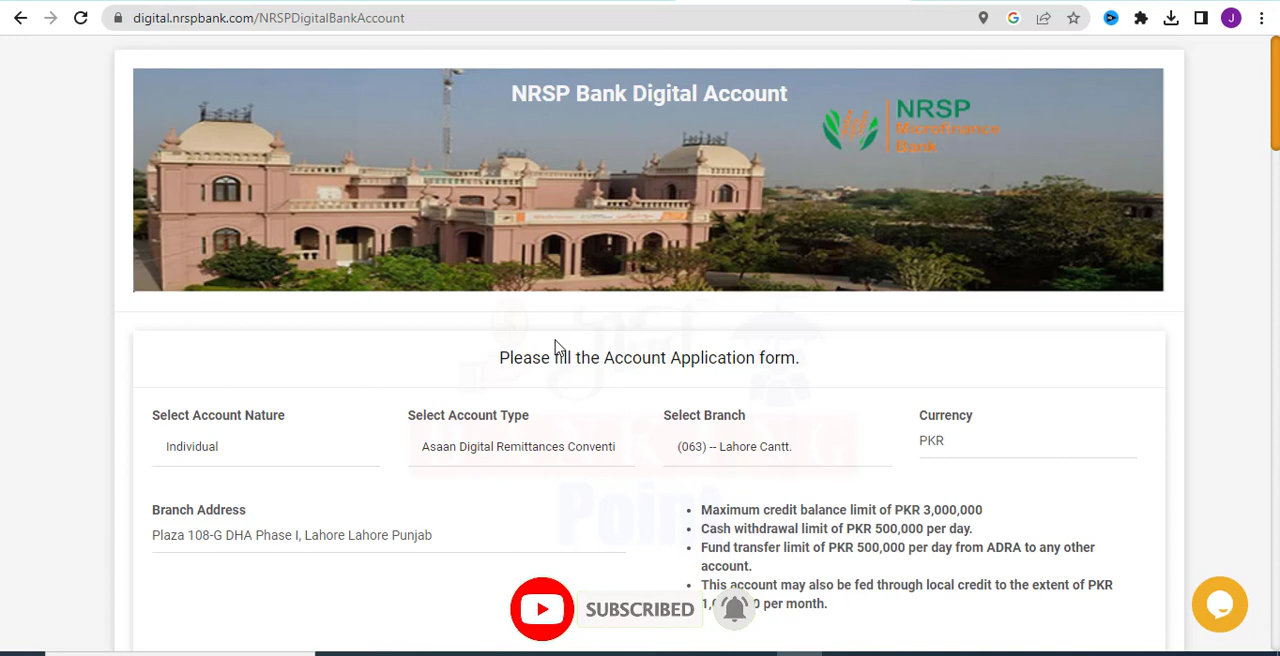 digital.nrspbank.com/NRSPDigitalBankAccount
J
NRSP Bank Digital Account
NRSP
Microfinance
Bank
Please fill the Account Application form.
Select Account Nature
Select Account Type
Select Branch
Currency
Individual
Asaan Digital Remittances Conventi
(063) -- Lahore Cantt.
PKR
Branch Address
Plaza 108-G DHA Phase I, Lahore Lahore Punjab
• Maximum credit balance limit of PKR 3,000,000
• Cash withdrawal limit of PKR 500,000 per day.
• Fund transfer limit of PKR 500,000 per day from ADRA to any other
account.
• This account may also be fed through local credit to the extent of PKR
per month.
Point
SUBSCRIBED